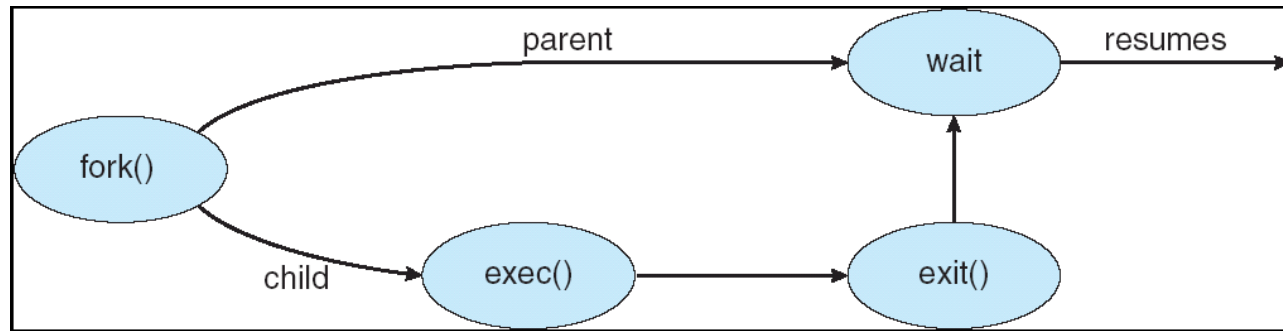 parent
wait
resumes
fork()
child
exec()
exit()